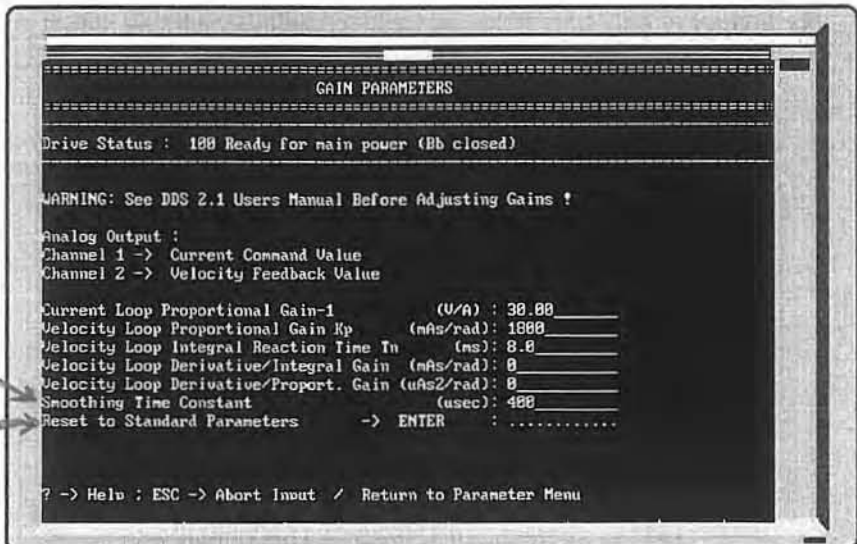 GAIN PARAMETERS
Drive Status : 100 Ready for main power (Bb closed)
WARNING: See DDS 2.1 Users Manual Before Adjusting Gains !
Analog Output :
Channel 1 -> Current Command Value
Channel 2 -> Velocity Feedback Value
Current Loop Proportional Gain-1 (V/A) : 30.00
Velocity Loop Proportional Gain Kp (mAs/rad): 1800
Velocity Loop Integral Reaction Time Tn (ms): 8.0
Velocity Loop Derivative/Integral Gain (mAs/rad): 0
Velocity Loop Derivative/Proport. Gain (uAs2/rad): 0
Smoothing Time Constant (usec): 400
Reset to Standard Parameters -> ENTER : ............
? -> Help ; ESC -> Abort Input / Return to Parameter Menu